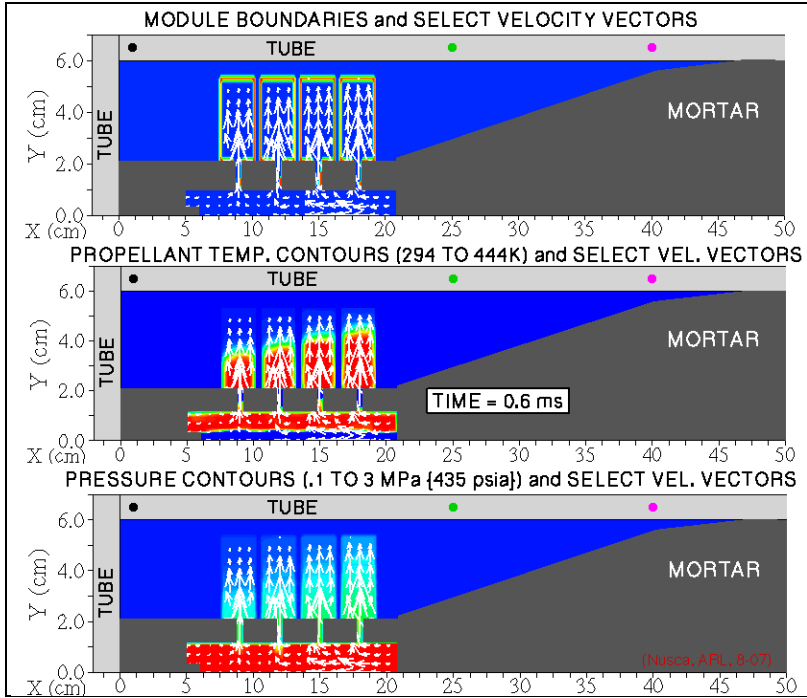 MODULE BOUNDARIES and SELECT VELOCITY VECTORS
TUBE
6.0
4.0
2.0
0.0
Y (cm)
TUBE
MORTAR
X (cm)
0 5 10 15 20 25 30 35 40 45 50
PROPELLANT TEMP. CONTOURS (294 TO 444K) and SELECT VEL. VECTORS
TUBE
6.0
4.0
2.0
0.0
Y (cm)
TUBE
MORTAR
TIME = 0.6 ms
X (cm)
0 5 10 15 20 25 30 35 40 45 50
PRESSURE CONTOURS (.1 TO 3 MPa {435 psia}) and SELECT VEL. VECTORS
TUBE
6.0
4.0
2.0
0.0
Y (cm)
TUBE
MORTAR
(Nusca, ARL, 8-07)
X (cm)
0 5 10 15 20 25 30 35 40 45 50